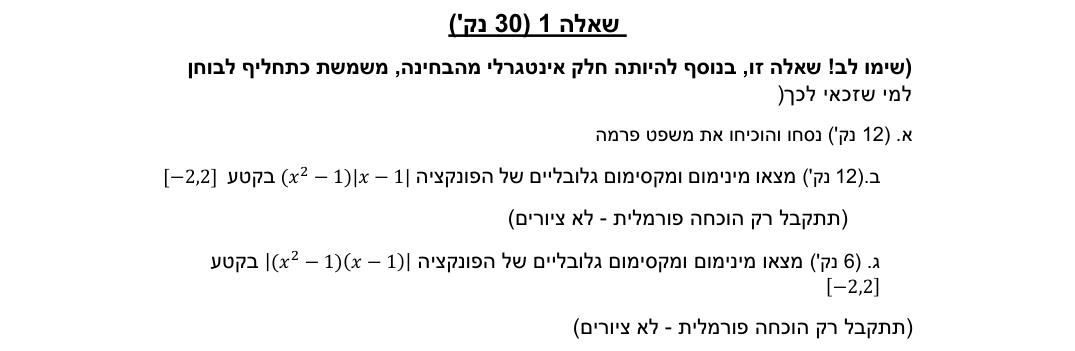 שאלה 1 (30 נק')
(שימו לב! שאלה זו, בנוסף להיותה חלק אינטגרלי מהבחינה, משמשת כתחליף לבוחן
למי שזכאי לכך)
א. (12 נק') נסחו והוכיחו את משפט פרמה
ב.(12 נק') מצאו מינימום ומקסימום גלובליים של הפונקציה (x² − 1)|x − 1| בקטע [−2,2]
(תתקבל רק הוכחה פורמלית - לא ציורים)
ג. (6 נק') מצאו מינימום ומקסימום גלובליים של הפונקציה |(x² − 1)(x − 1)| בקטע
[−2,2]
(תתקבל רק הוכחה פורמלית - לא ציורים)